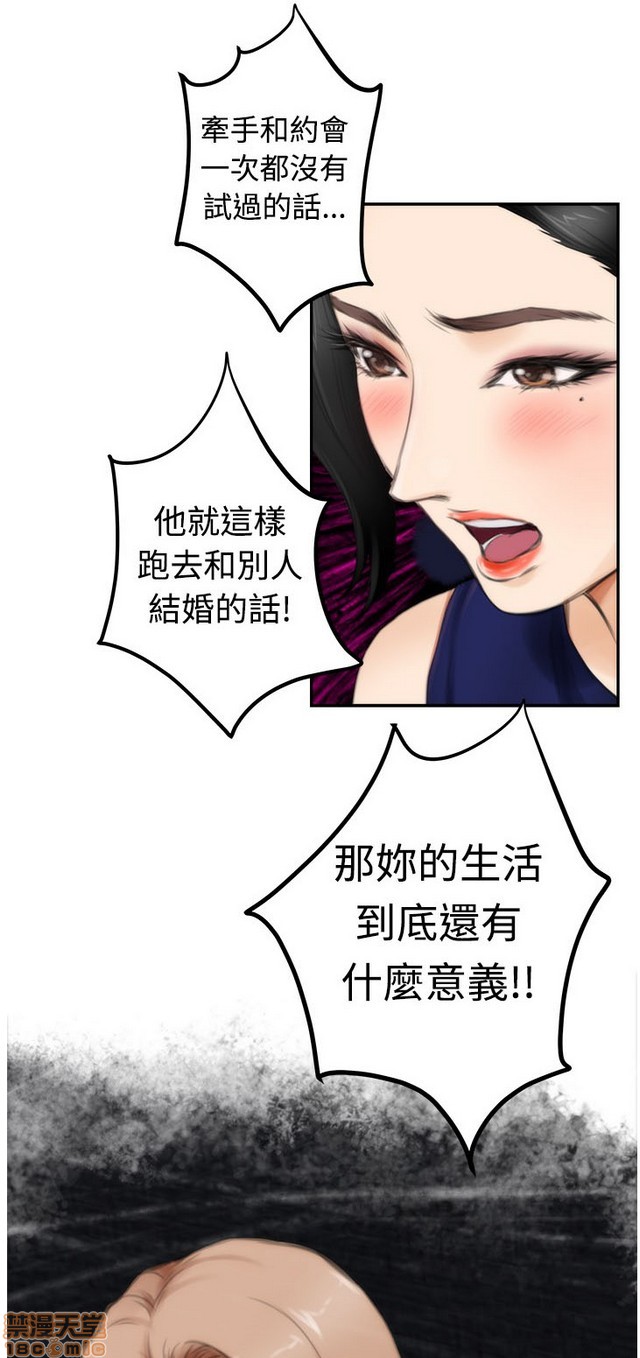 牽手和約會
一次都沒有
試過的話...
他就這樣
跑去和別人
結婚的話!
那妳的生活
到底還有
什麼意義!!
禁漫天堂
18COMIC